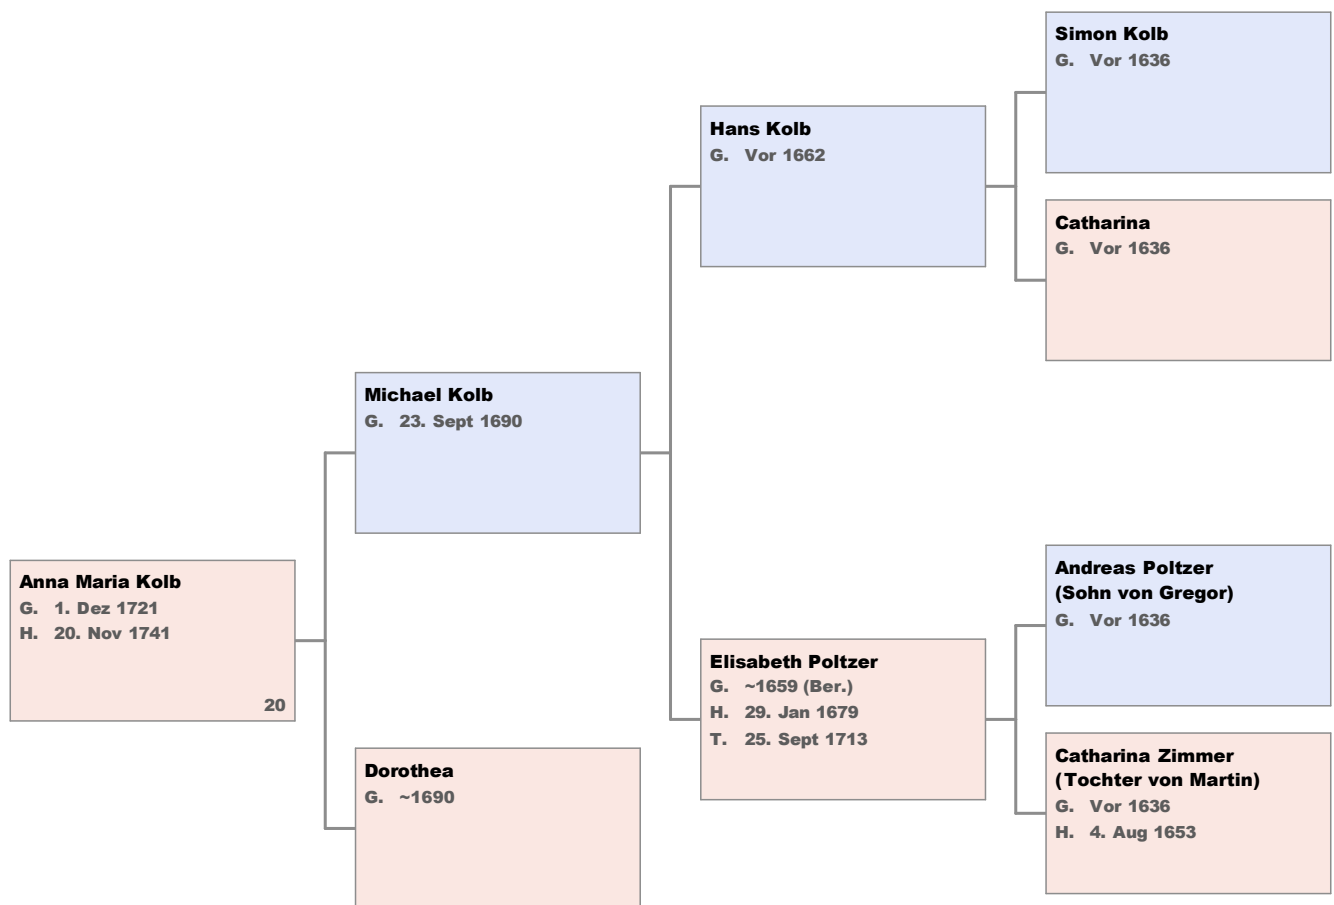 Simon Kolb
G. Vor 1636
Hans Kolb
G. Vor 1662
Catharina
G. Vor 1636
Michael Kolb
G. 23. Sept 1690
Anna Maria Kolb
G. 1. Dez 1721
H. 20. Nov 1741
20
Andreas Poltzer
(Sohn von Gregor)
G. Vor 1636
Elisabeth Poltzer
G. ~1659 (Ber.)
H. 29. Jan 1679
T. 25. Sept 1713
Dorothea
G. ~1690
Catharina Zimmer
(Tochter von Martin)
G. Vor 1636
H. 4. Aug 1653